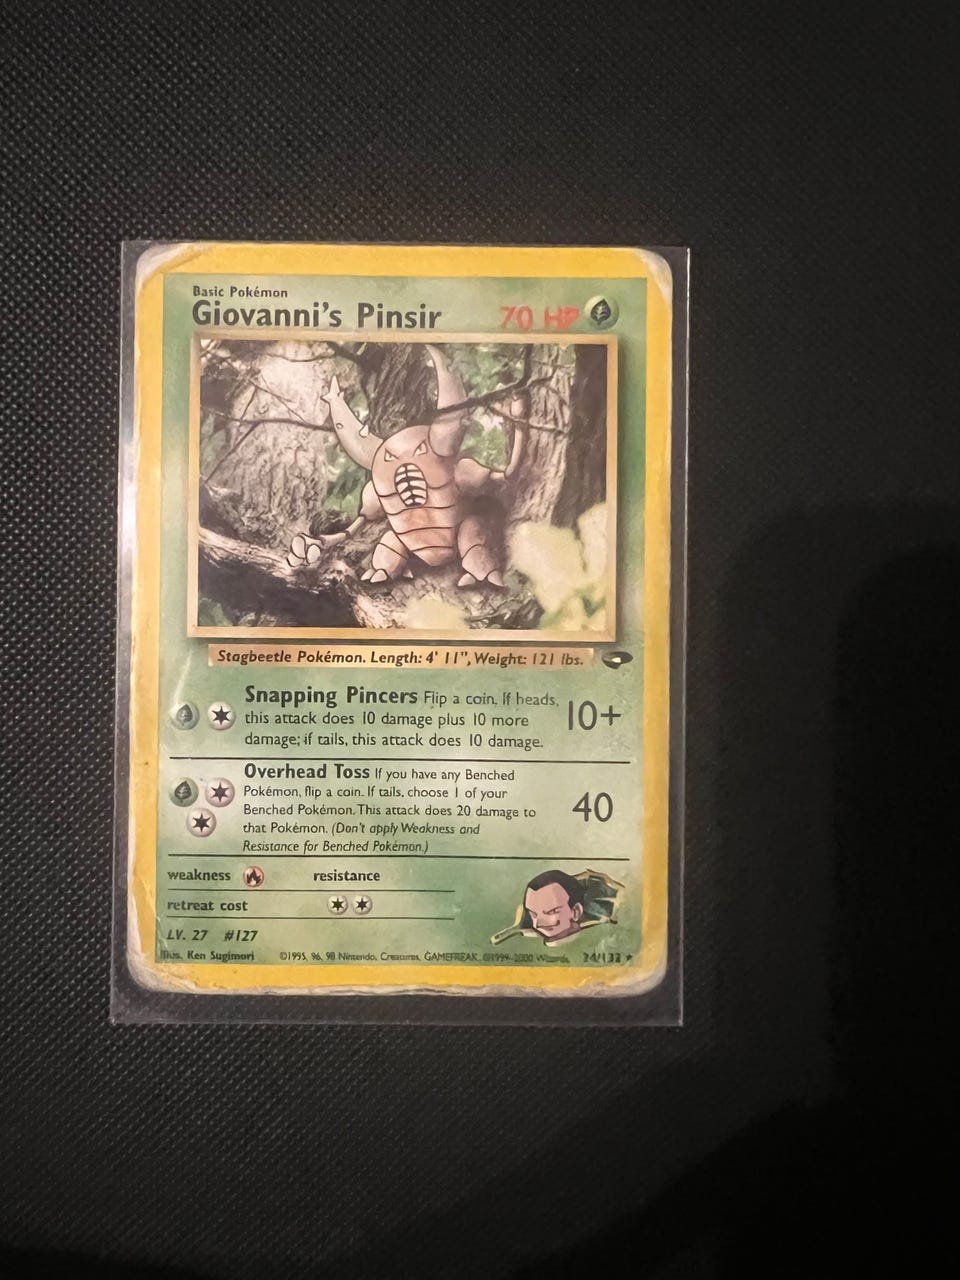 Basic Pokémon
Giovanni's Pinsir 70 HP
Stagbeetle Pokémon. Length: 4' 11", Weight: 121 lbs.
Snapping Pincers Flip a coin. If heads,
this attack does 10 damage plus 10 more
damage; if tails, this attack does 10 damage.
10+
Overhead Toss If you have any Benched
Pokémon, flip a coin. If tails, choose 1 of your
Benched Pokémon. This attack does 20 damage to
that Pokémon. (Don't apply Weakness and
Resistance for Benched Pokémon.)
40
weakness resistance
retreat cost
LV. 27 #127
Illus. Ken Sugimori ©1995, 96, 98 Nintendo, Creatures, GAMEFREAK. ©1999-2000 Wizards. 24/132 ★